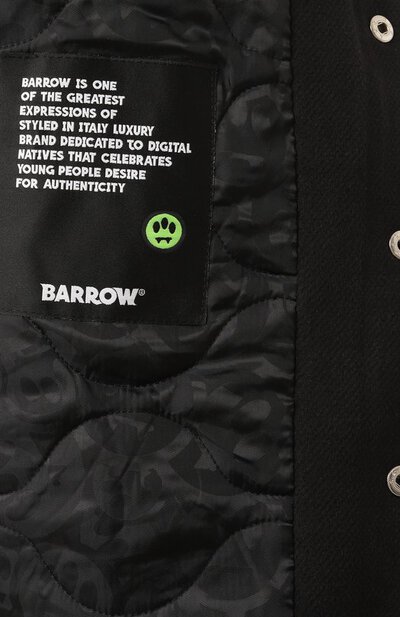 BARROW IS ONE
OF THE GREATEST
EXPRESSIONS OF
STYLED IN ITALY LUXURY
BRAND DEDICATED TO DIGITAL
NATIVES THAT CELEBRATES
YOUNG PEOPLE DESIRE
FOR AUTHENTICITY
BARROW®